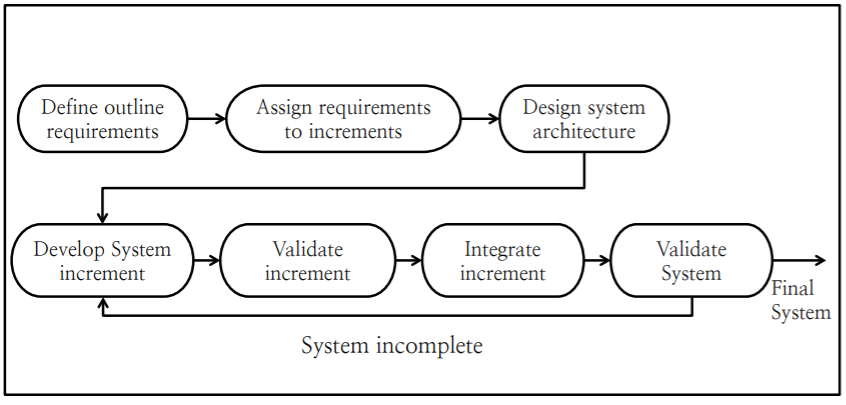 Define outline
requirements
Assign requirements
to increments
Design system
architecture
Develop System
increment
Validate
increment
Integrate
increment
Validate
System
Final
System
System incomplete